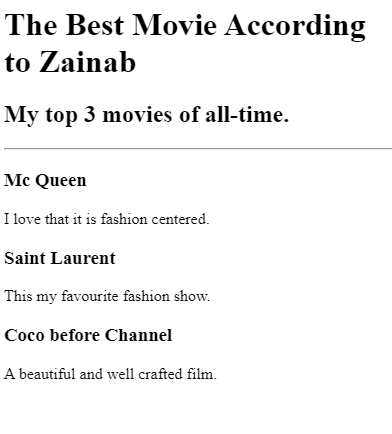 The Best Movie According
to Zainab
My top 3 movies of all-time.
Mc Queen
I love that it is fashion centered.
Saint Laurent
This my favourite fashion show.
Coco before Channel
A beautiful and well crafted film.